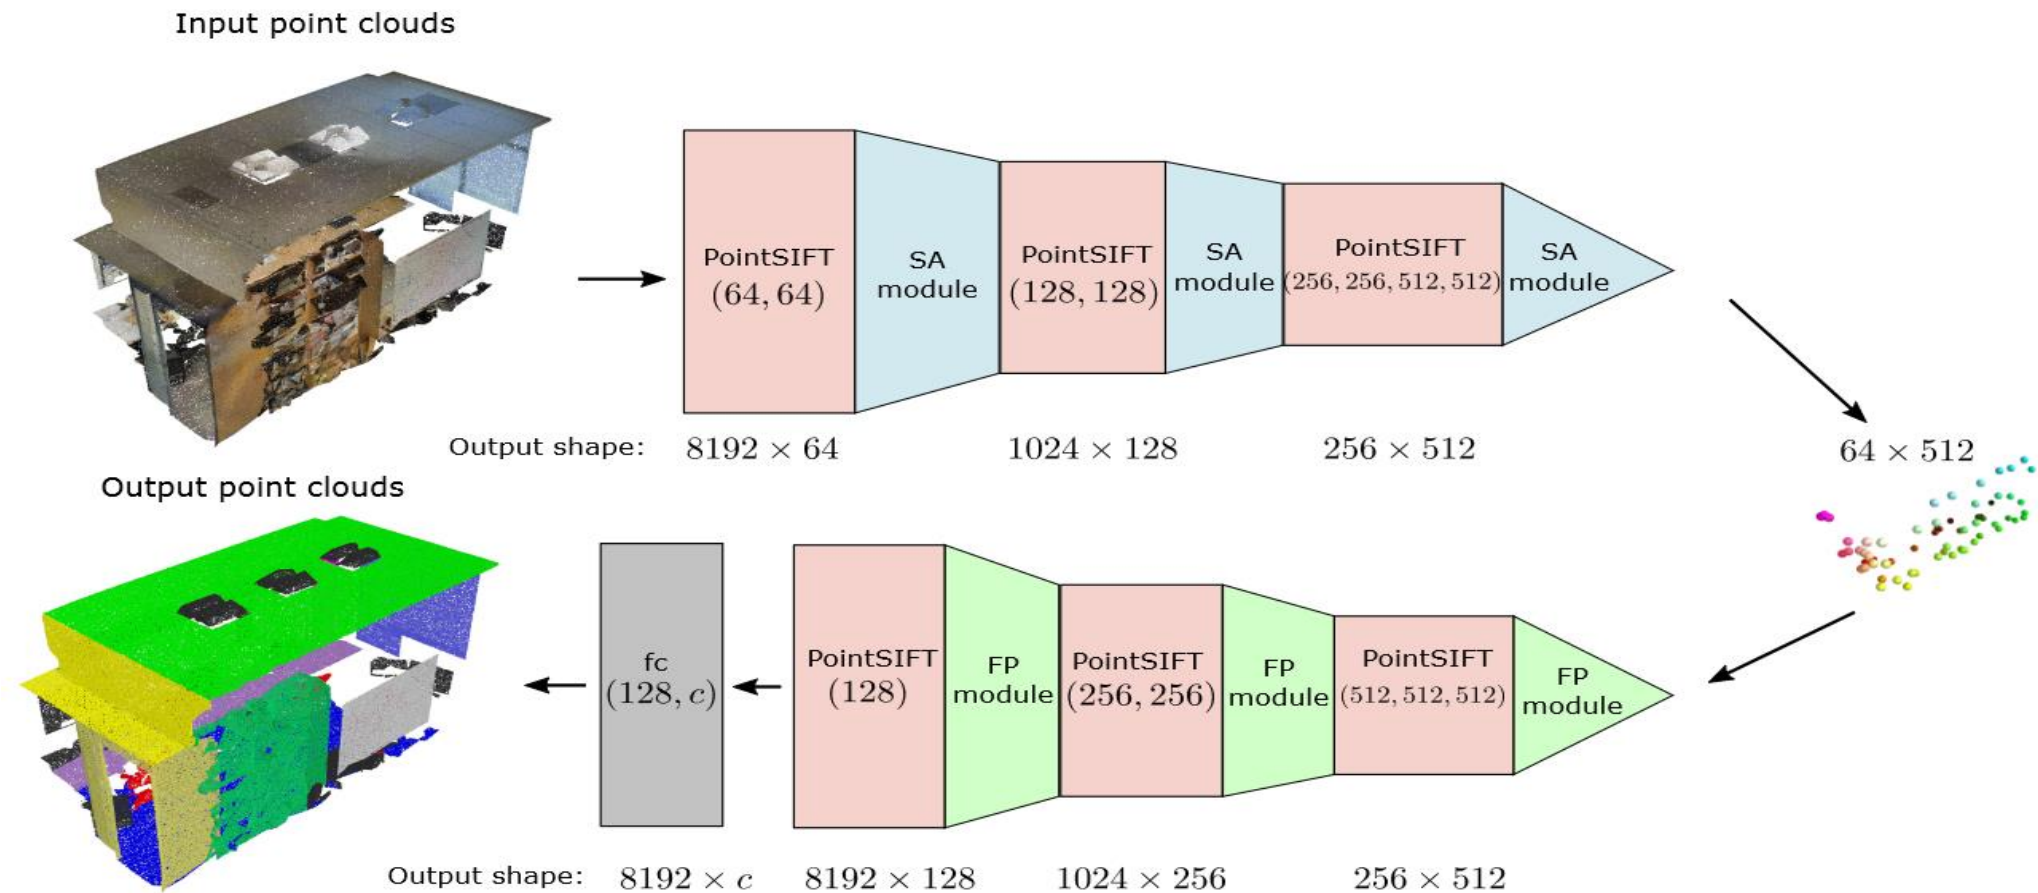 Input point clouds
PointSIFT
(64, 64)
SA
module
PointSIFT
(128, 128)
SA
module
PointSIFT
(256, 256, 512, 512)
SA
module
Output shape:
8192 × 64
1024 × 128
256 × 512
64 × 512
Output point clouds
fc
(128, c)
PointSIFT
(128)
FP
module
PointSIFT
(256, 256)
FP
module
PointSIFT
(512, 512, 512)
FP
module
Output shape:
8192 × c
8192 × 128
1024 × 256
256 × 512